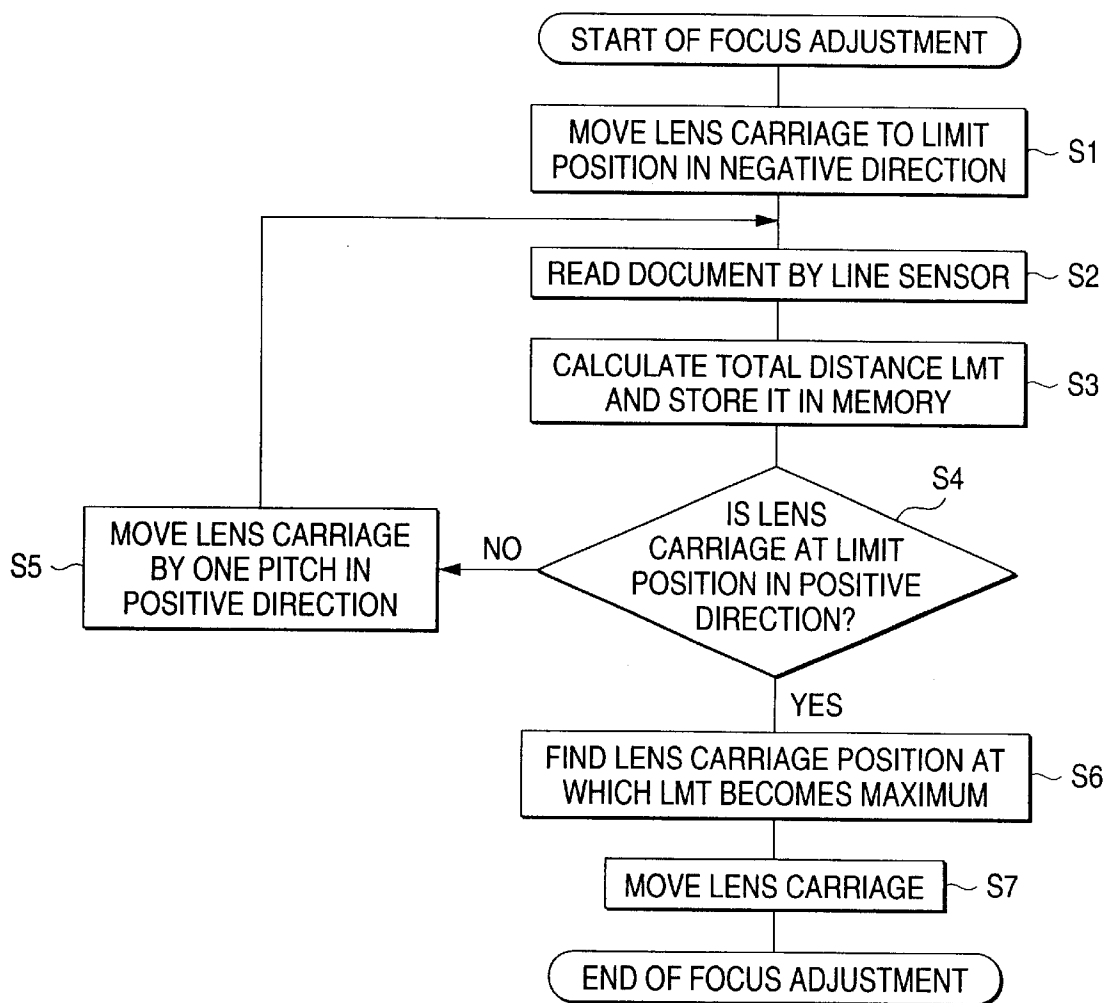 START OF FOCUS ADJUSTMENT
MOVE LENS CARRIAGE TO LIMIT
POSITION IN NEGATIVE DIRECTION
S1
READ DOCUMENT BY LINE SENSOR
S2
CALCULATE TOTAL DISTANCE LMT
AND STORE IT IN MEMORY
S3
S4
IS LENS
CARRIAGE AT LIMIT
POSITION IN POSITIVE
DIRECTION?
NO
S5
MOVE LENS CARRIAGE
BY ONE PITCH IN
POSITIVE DIRECTION
YES
FIND LENS CARRIAGE POSITION AT
WHICH LMT BECOMES MAXIMUM
S6
MOVE LENS CARRIAGE
S7
END OF FOCUS ADJUSTMENT